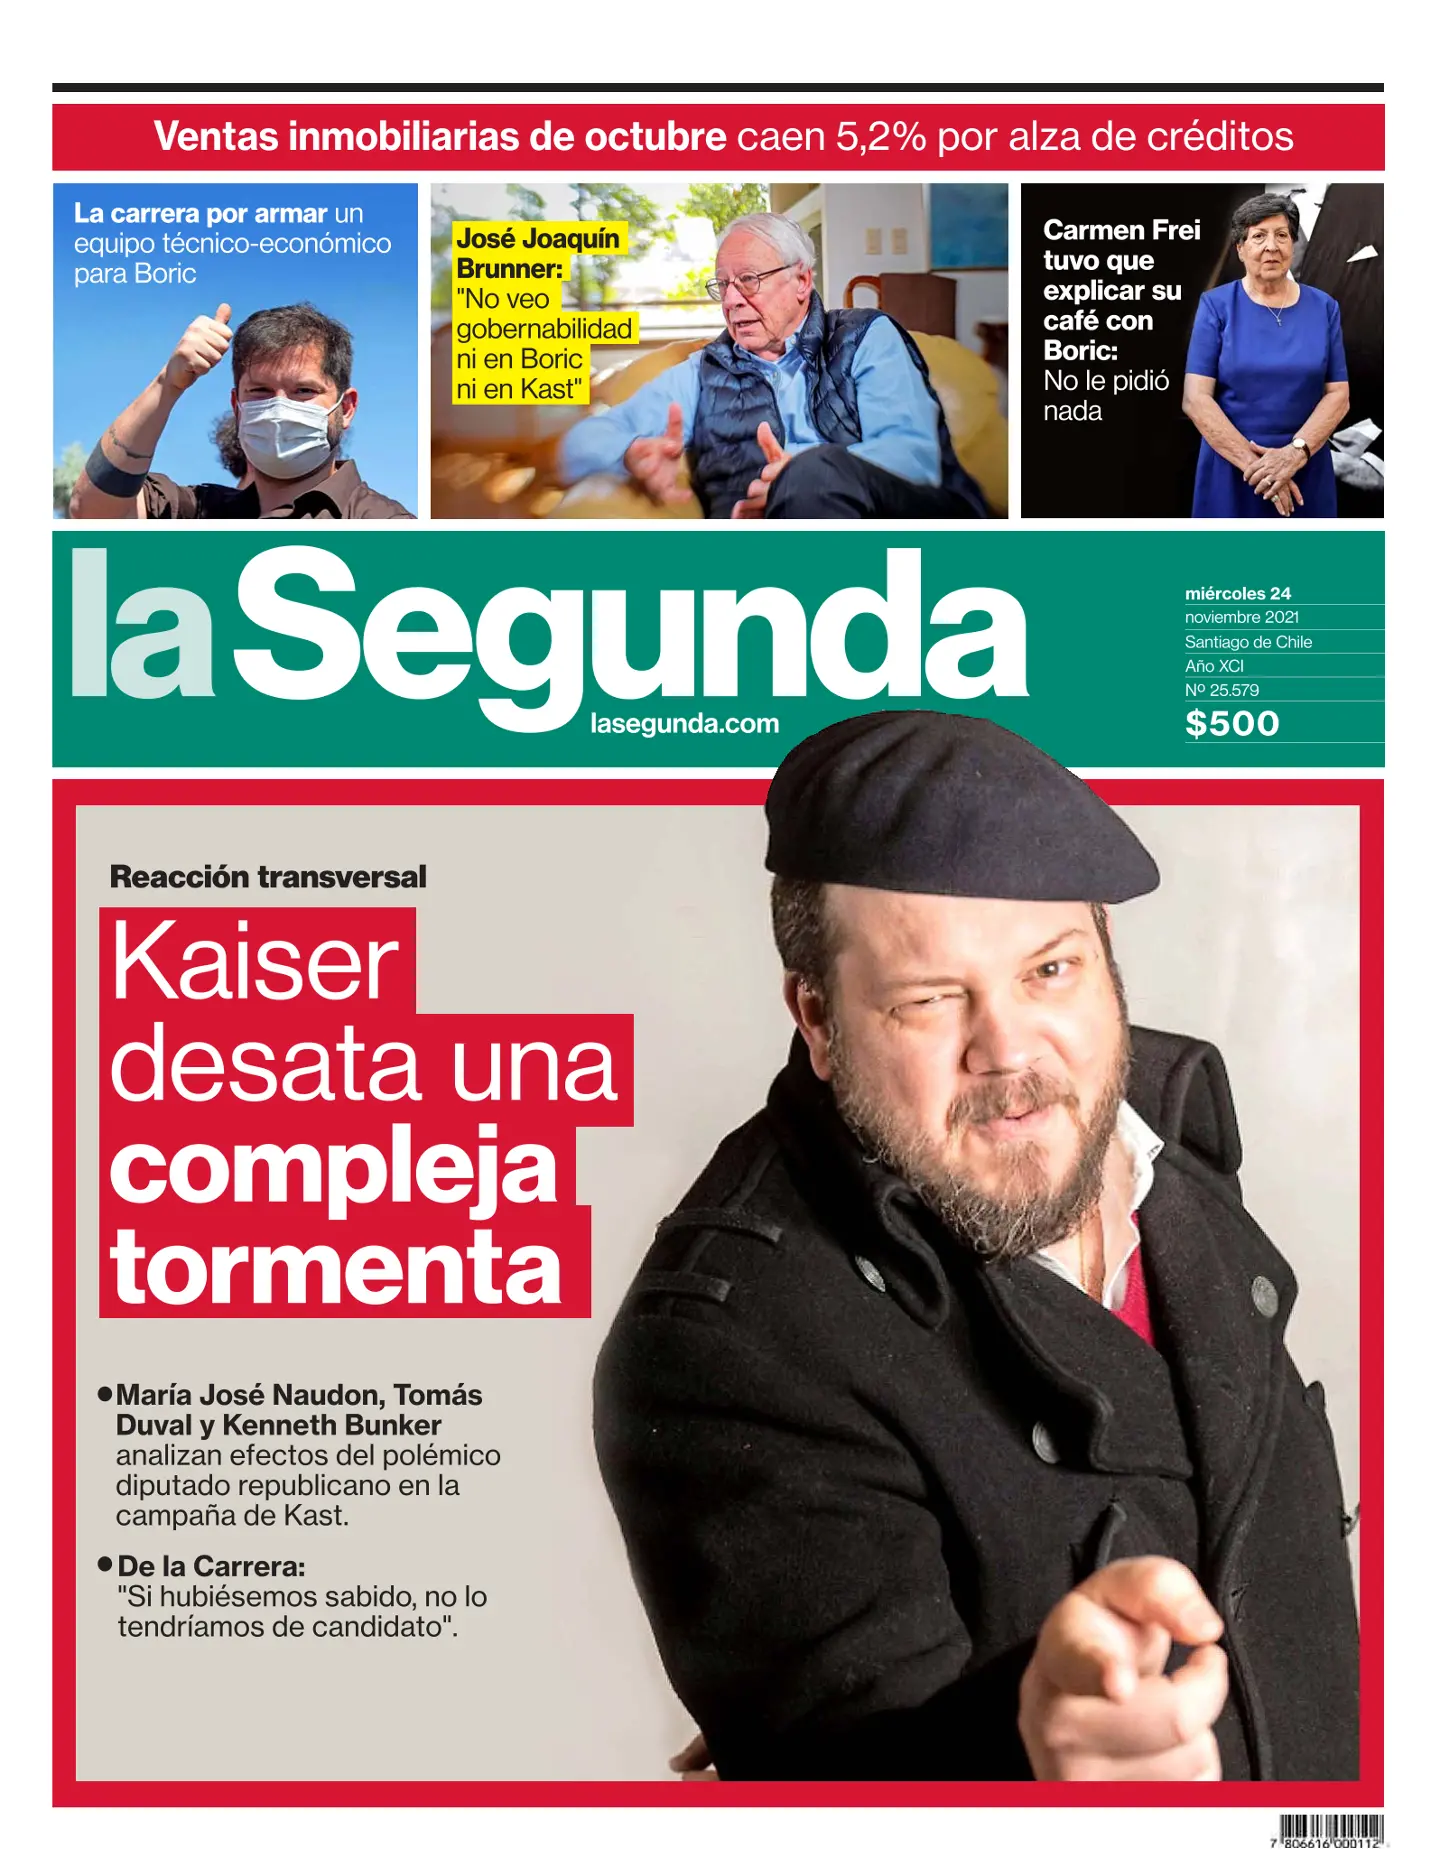 Ventas inmobiliarias de octubre caen 5,2% por alza de créditos
La carrera por armar un
equipo técnico-económico
para Boric
José Joaquín
Brunner:
"No veo
gobernabilidad
ni en Boric
ni en Kast"
Carmen Frei
tuvo que
explicar su
café con
Boric:
No le pidió
nada
la Segunda
lasegunda.com
miércoles 24
noviembre 2021
Santiago de Chile
Año XCI
Nº 25.579
$500
Reacción transversal
Kaiser
desata una
compleja
tormenta
●María José Naudon, Tomás
Duval y Kenneth Bunker
analizan efectos del polémico
diputado republicano en la
campaña de Kast.
●De la Carrera:
"Si hubiésemos sabido, no lo
tendríamos de candidato".
7 806616 000112